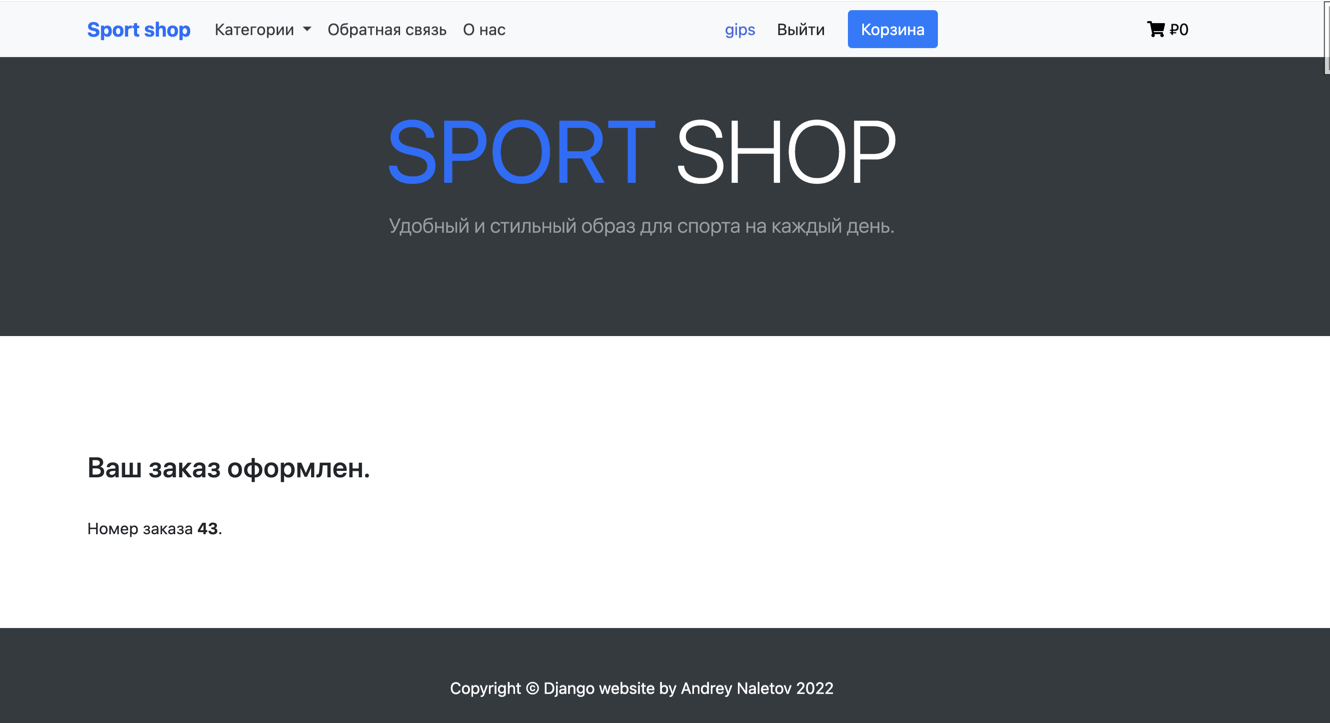 Sport shop Категории Обратная связь О нас gips Выйти Корзина ₽0
SPORT SHOP
Удобный и стильный образ для спорта на каждый день.
Ваш заказ оформлен.
Номер заказа 43.
Copyright © Django website by Andrey Naletov 2022